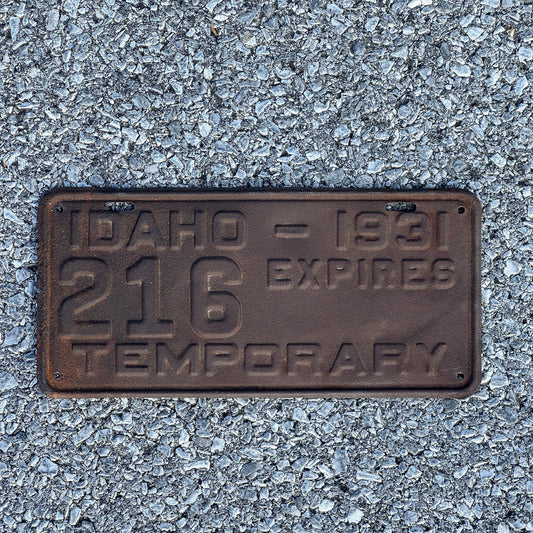 IDAHO - 1931
216 EXPIRES
TEMPORARY